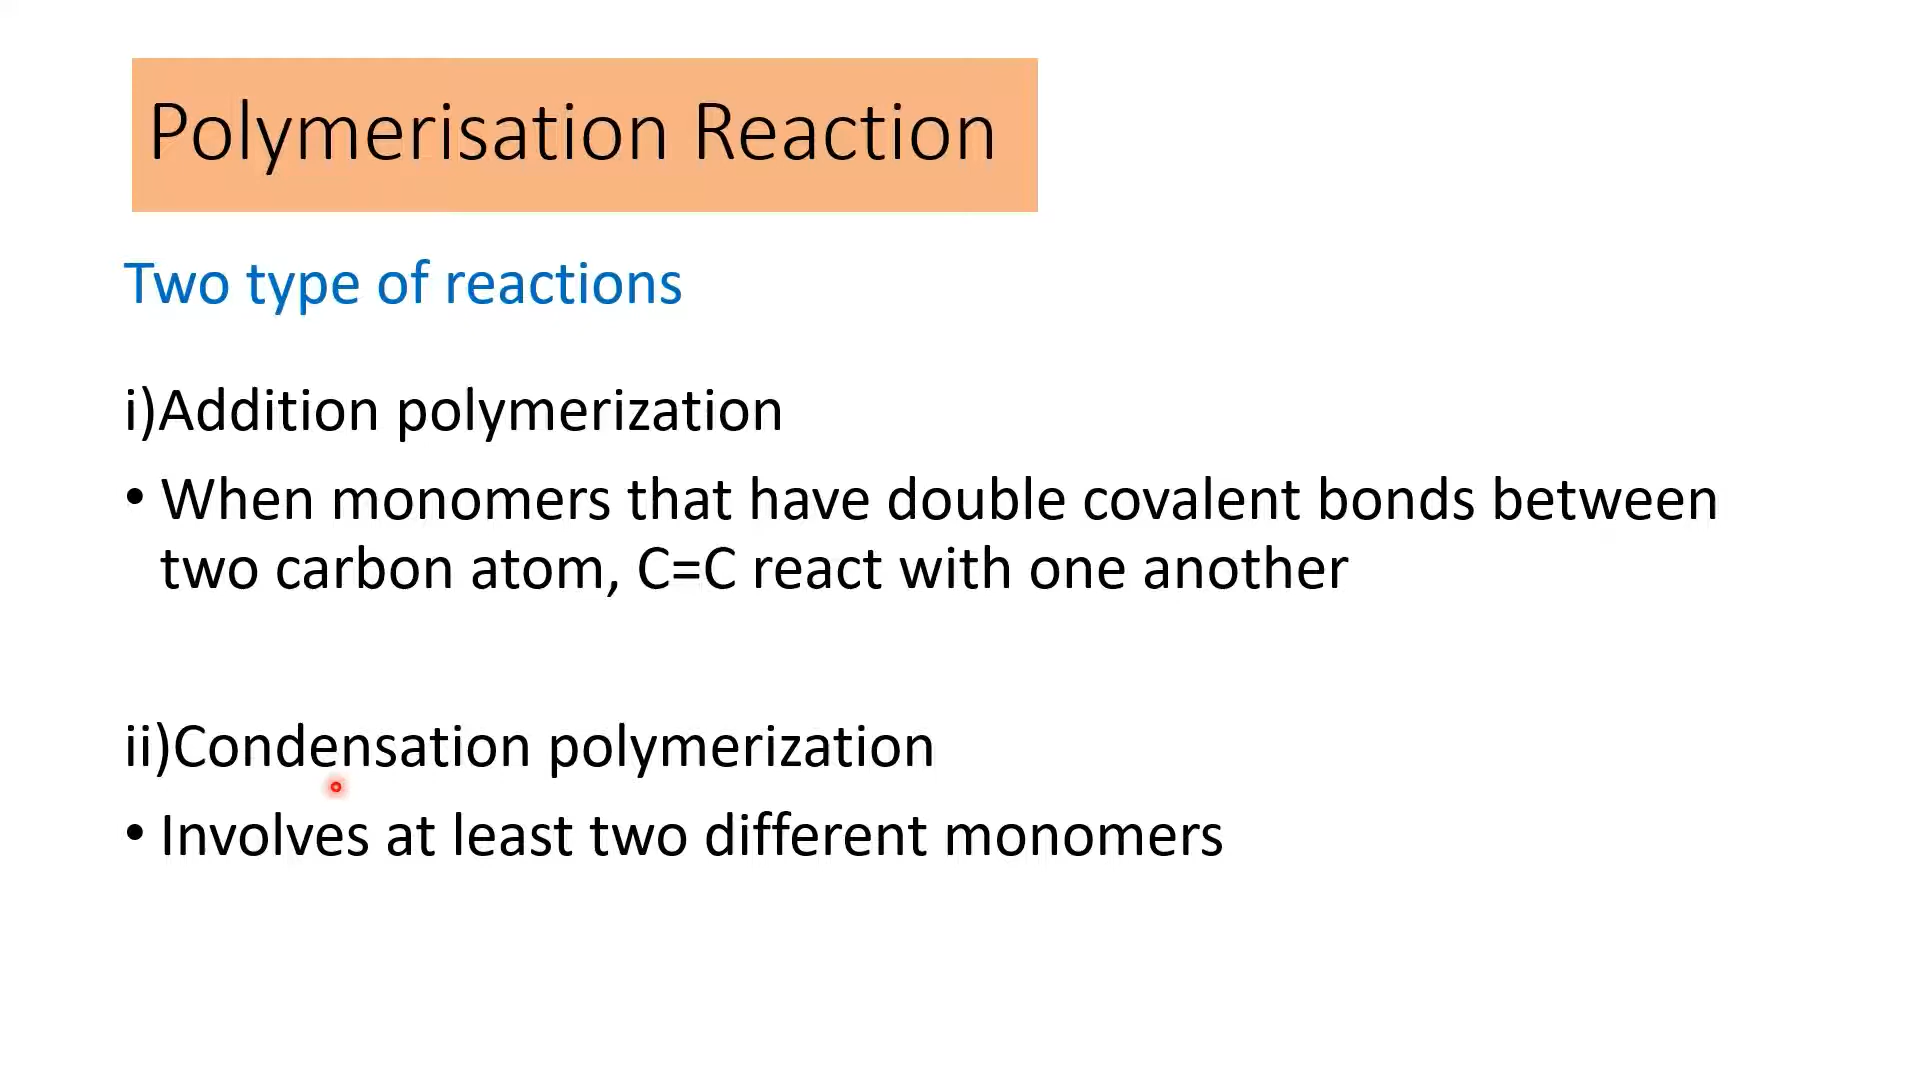 Polymerisation Reaction
Two type of reactions
i)Addition polymerization
• When monomers that have double covalent bonds between
two carbon atom, C=C react with one another
ii)Condensation polymerization
• Involves at least two different monomers